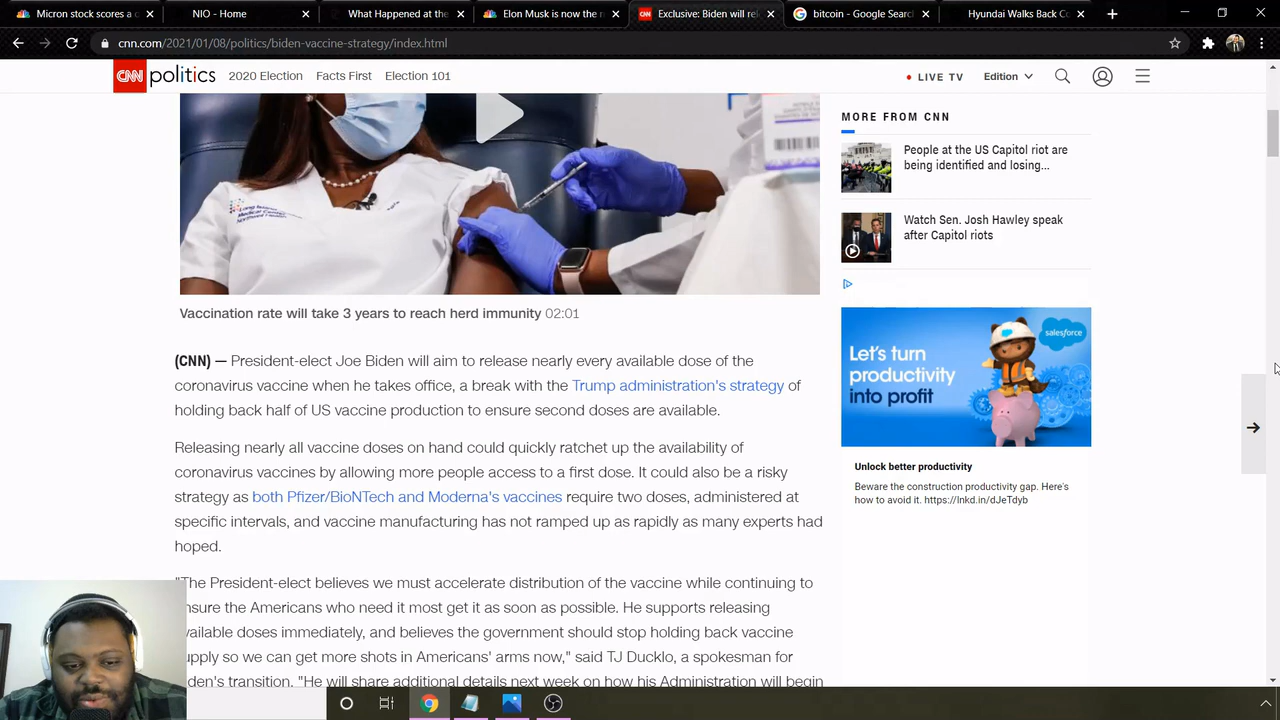 Micron stock scores a
NIO - Home
What Happened at the
Elon Musk is now the
Exclusive: Biden will rel
bitcoin - Google Search
Hyundai Walks Back Co
cnn.com/2021/01/08/politics/biden-vaccine-strategy/index.html
CNN politics
2020 Election
Facts First
Election 101
LIVE TV
Edition
MORE FROM CNN
People at the US Capitol riot are
being identified and losing...
Watch Sen. Josh Hawley speak
after Capitol riots
Vaccination rate will take 3 years to reach herd immunity 02:01
(CNN) — President-elect Joe Biden will aim to release nearly every available dose of the
coronavirus vaccine when he takes office, a break with the Trump administration's strategy of
holding back half of US vaccine production to ensure second doses are available.
Releasing nearly all vaccine doses on hand could quickly ratchet up the availability of
coronavirus vaccines by allowing more people access to a first dose. It could also be a risky
strategy as both Pfizer/BioNTech and Moderna's vaccines require two doses, administered at
specific intervals, and vaccine manufacturing has not ramped up as rapidly as many experts had
hoped.
"The President-elect believes we must accelerate distribution of the vaccine while continuing to
nsure the Americans who need it most get it as soon as possible. He supports releasing
vailable doses immediately, and believes the government should stop holding back vaccine
upply so we can get more shots in Americans' arms now," said TJ Ducklo, a spokesman for
iden's transition. "He will share additional details next week on how his Administration will begin
salesforce
Let's turn
productivity
into profit
Unlock better productivity
Beware the construction productivity gap. Here's
how to avoid it. https://lnkd.in/dJeTdyb